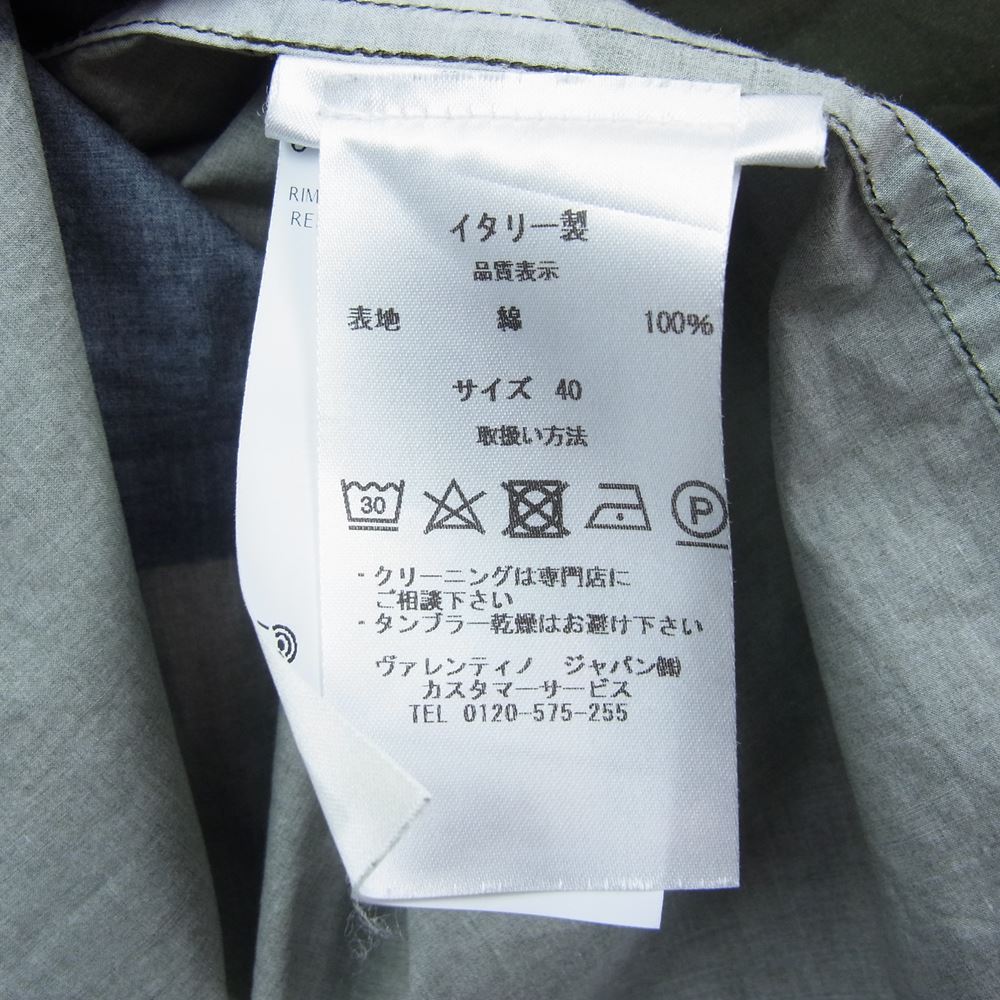 RIM
RE
イタリー製
品質表示
表地 綿 100%
サイズ 40
取扱い方法
30 P
・クリーニングは専門店に
ご相談下さい
・タンブラー乾燥はお避け下さい
ヴァレンティノ ジャパン㈱
カスタマーサービス
TEL 0120-575-255